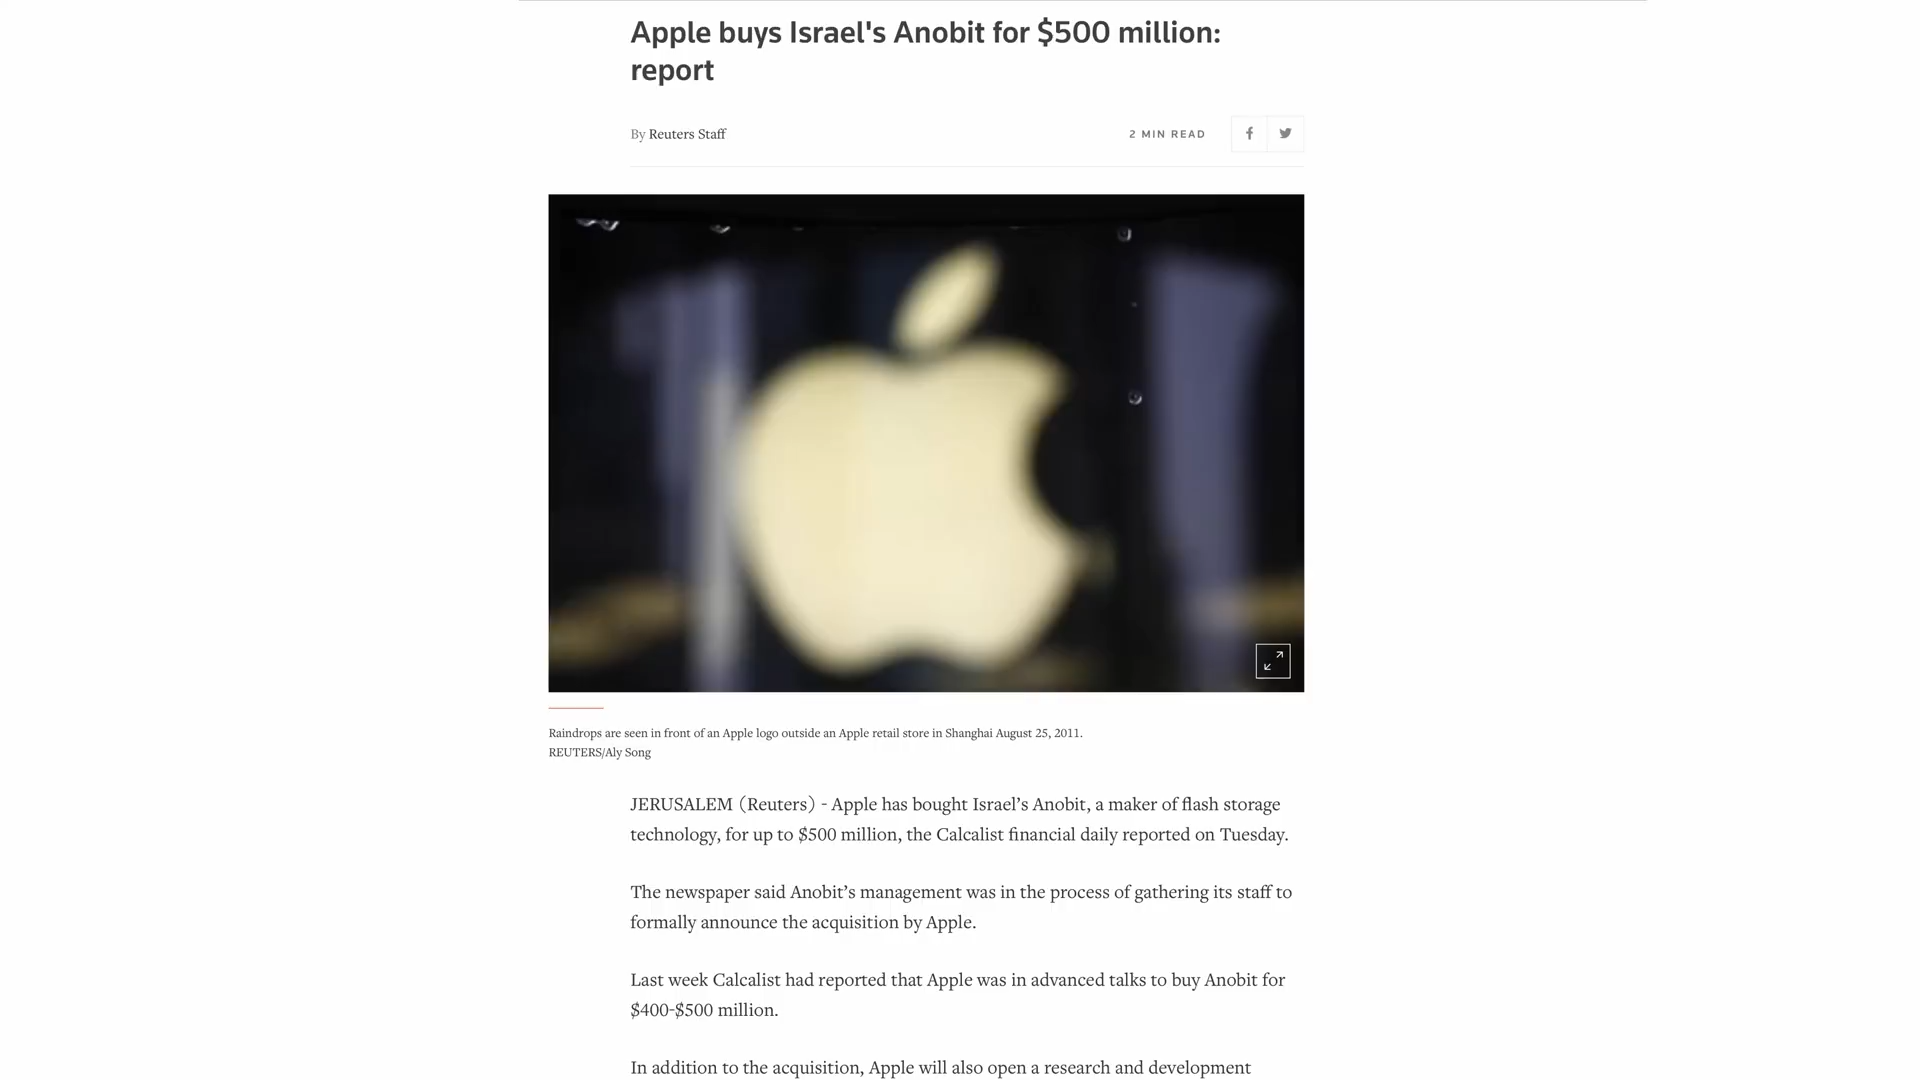 Apple buys Israel's Anobit for $500 million:
report
By Reuters Staff
2 MIN READ
Raindrops are seen in front of an Apple logo outside an Apple retail store in Shanghai August 25, 2011.
REUTERS/Aly Song
JERUSALEM (Reuters) - Apple has bought Israel’s Anobit, a maker of flash storage
technology, for up to $500 million, the Calcalist financial daily reported on Tuesday.
The newspaper said Anobit’s management was in the process of gathering its staff to
formally announce the acquisition by Apple.
Last week Calcalist had reported that Apple was in advanced talks to buy Anobit for
$400-$500 million.
In addition to the acquisition, Apple will also open a research and development